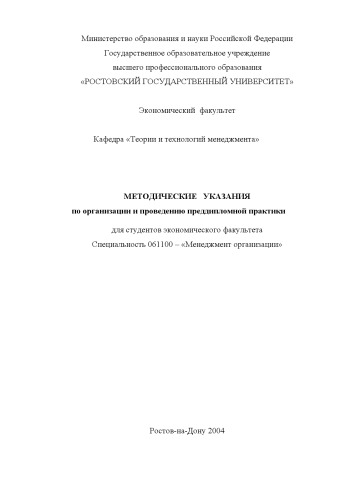 Министерство образования и науки Российской Федерации
Государственное образовательное учреждение
высшего профессионального образования
«РОСТОВСКИЙ ГОСУДАРСТВЕННЫЙ УНИВЕРСИТЕТ»
Экономический факультет
Кафедра «Теории и технологий менеджмента»
МЕТОДИЧЕСКИЕ УКАЗАНИЯ
по организации и проведению преддипломной практики
для студентов экономического факультета
Специальность 061100 – «Менеджмент организации»
Ростов-на-Дону 2004